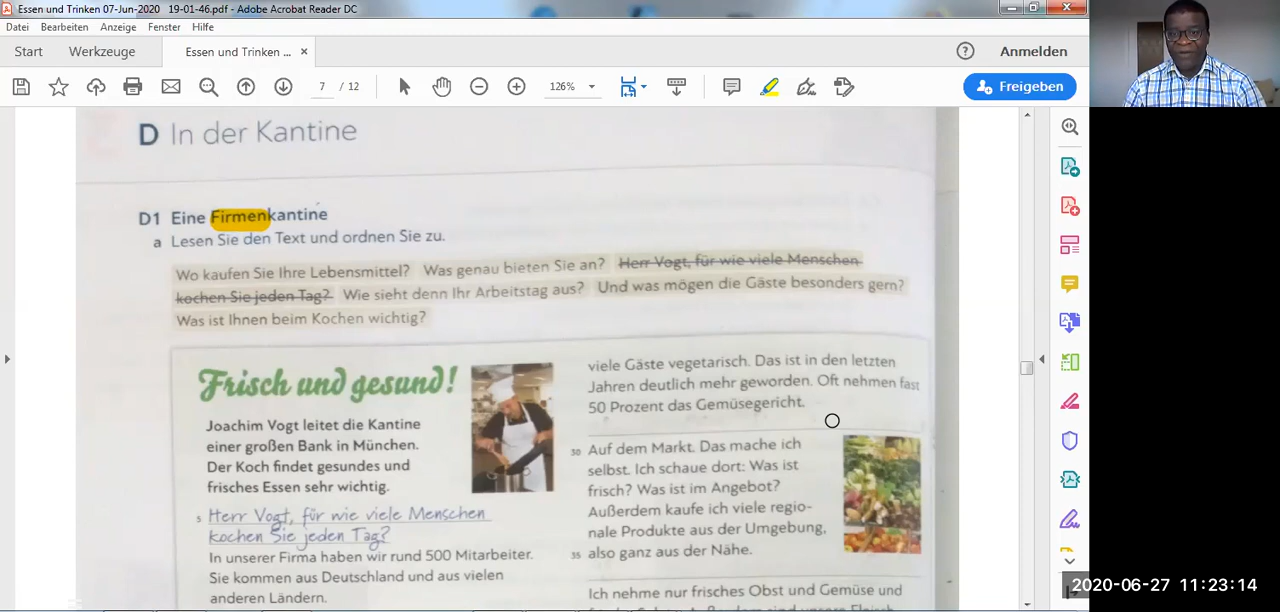 Essen und Trinken 07-Jun-2020 19-01-46.pdf - Adobe Acrobat Reader DC
Datei Bearbeiten Anzeige Fenster Hilfe
Start Werkzeuge Essen und Trinken ... × Anmelden
7 / 12 126% Freigeben
D In der Kantine
D1 Eine Firmenkantine
a Lesen Sie den Text und ordnen Sie zu.
Wo kaufen Sie Ihre Lebensmittel? Was genau bieten Sie an? Herr Vogt, für wie viele Menschen
kochen Sie jeden Tag? Wie sieht denn Ihr Arbeitstag aus? Und was mögen die Gäste besonders gern?
Was ist Ihnen beim Kochen wichtig?
Frisch und gesund!
Joachim Vogt leitet die Kantine
einer großen Bank in München.
Der Koch findet gesundes und
frisches Essen sehr wichtig.
5 Herr Vogt, für wie viele Menschen
kochen Sie jeden Tag?
In unserer Firma haben wir rund 500 Mitarbeiter.
Sie kommen aus Deutschland und aus vielen
anderen Ländern.
viele Gäste vegetarisch. Das ist in den letzten
Jahren deutlich mehr geworden. Oft nehmen fast
50 Prozent das Gemüsegericht.
30 Auf dem Markt. Das mache ich
selbst. Ich schaue dort: Was ist
frisch? Was ist im Angebot?
Außerdem kaufe ich viele regio-
nale Produkte aus der Umgebung,
35 also ganz aus der Nähe.
Ich nehme nur frisches Obst und Gemüse und
2020-06-27 11:23:14